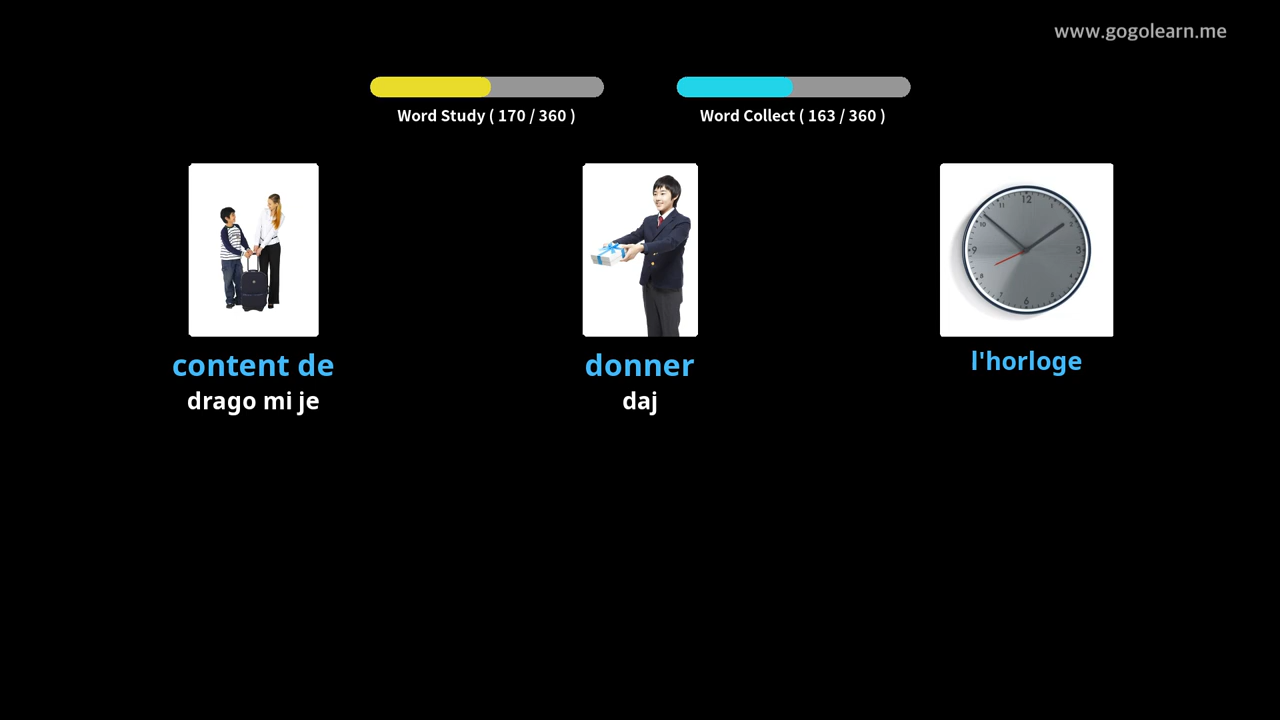 www.gogolearn.me
Word Study ( 170 / 360 )
Word Collect ( 163 / 360 )
content de
drago mi je
donner
daj
l'horloge